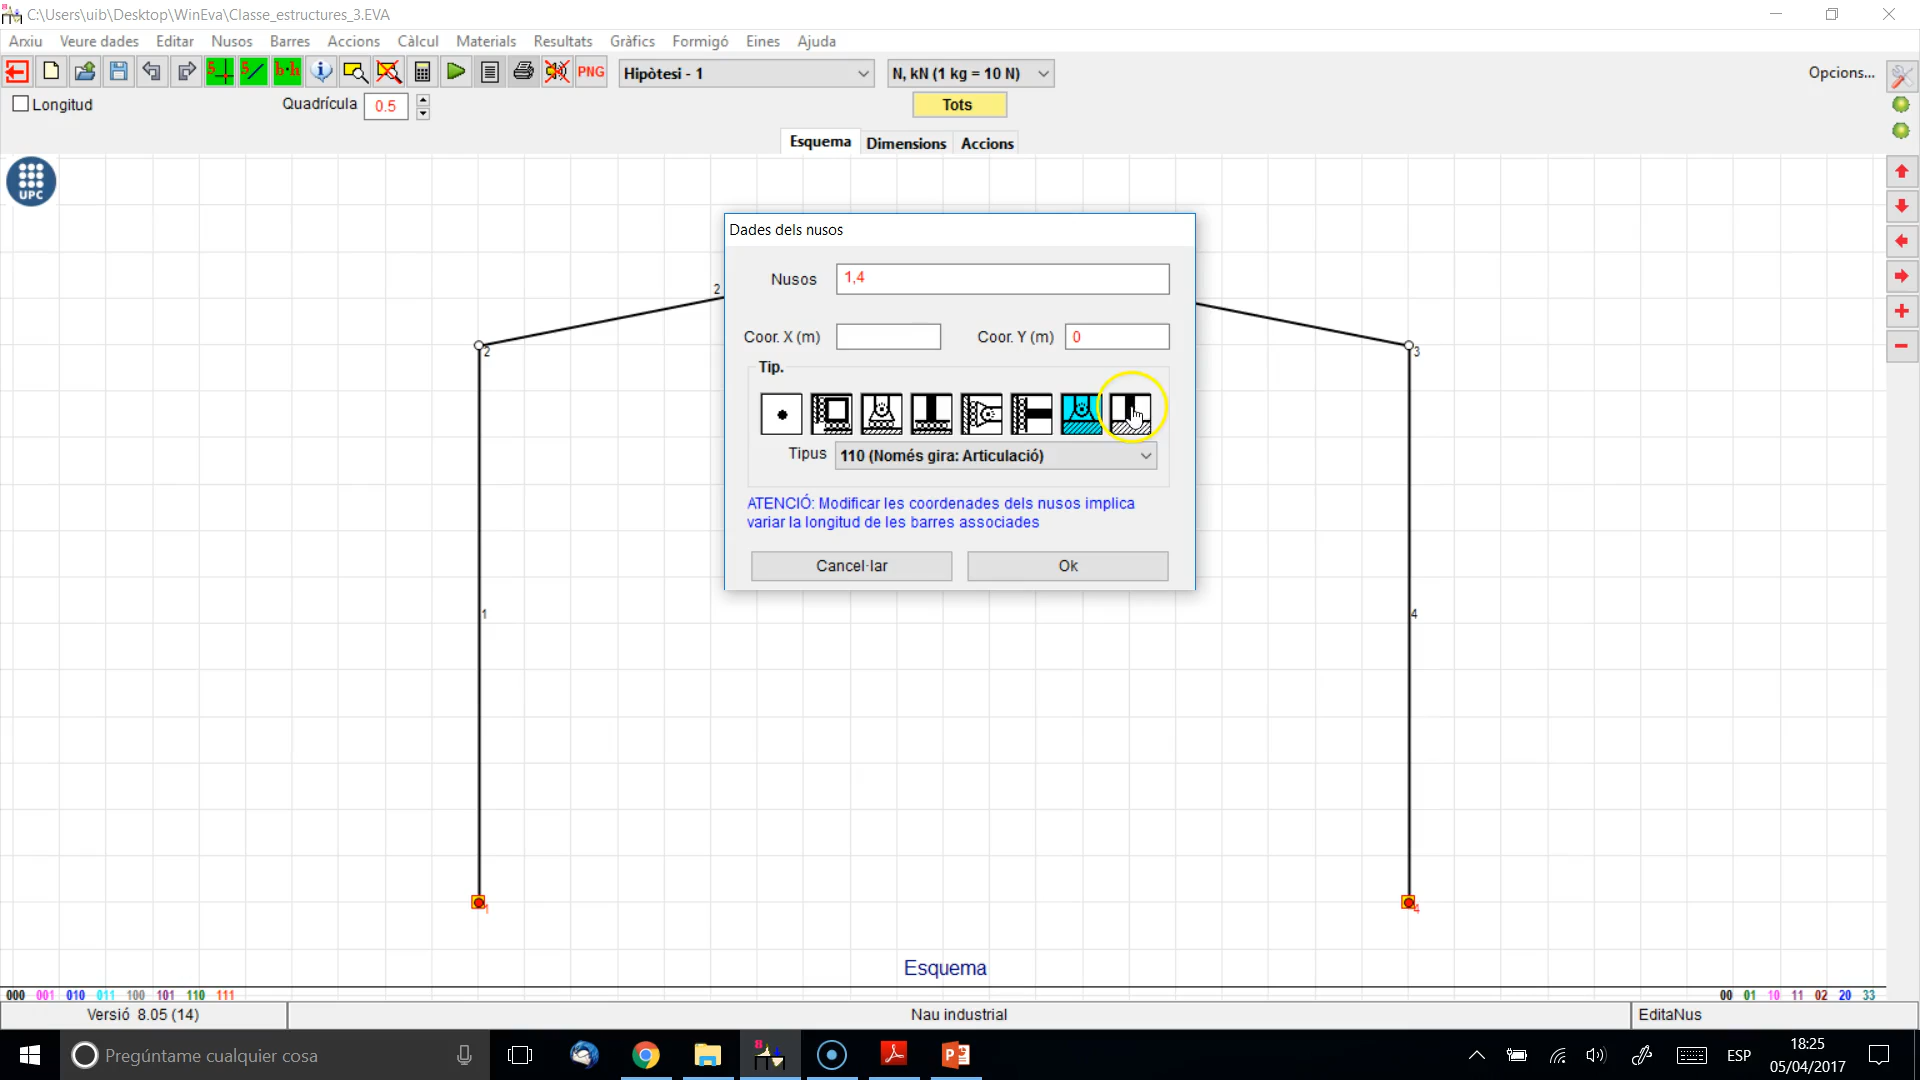 C:\Users\uib\Desktop\WinEva\Classe_estructures_3.EVA
Arxiu Veure dades Editar Nusos Barres Accions Càlcul Materials Resultats Gràfics Formigó Eines Ajuda
5 5 b·h PNG Hipòtesi - 1 N, kN (1 kg = 10 N) Opcions...
Longitud Quadrícula 0.5 Tots
Esquema Dimensions Accions
UPC
Dades dels nusos
Nusos 1,4
Coor. X (m) Coor. Y (m) 0
Tip.
Tipus 110 (Només gira: Articulació)
ATENCIÓ: Modificar les coordenades dels nusos implica
variar la longitud de les barres associades
Cancel·lar Ok
2
2
3
1
4
1
4
Esquema
000 001 010 011 100 101 110 111 00 01 10 11 02 20 33
Versió 8.05 (14) Nau industrial EditaNus
Pregúntame cualquier cosa
8
ESP
18:25
05/04/2017